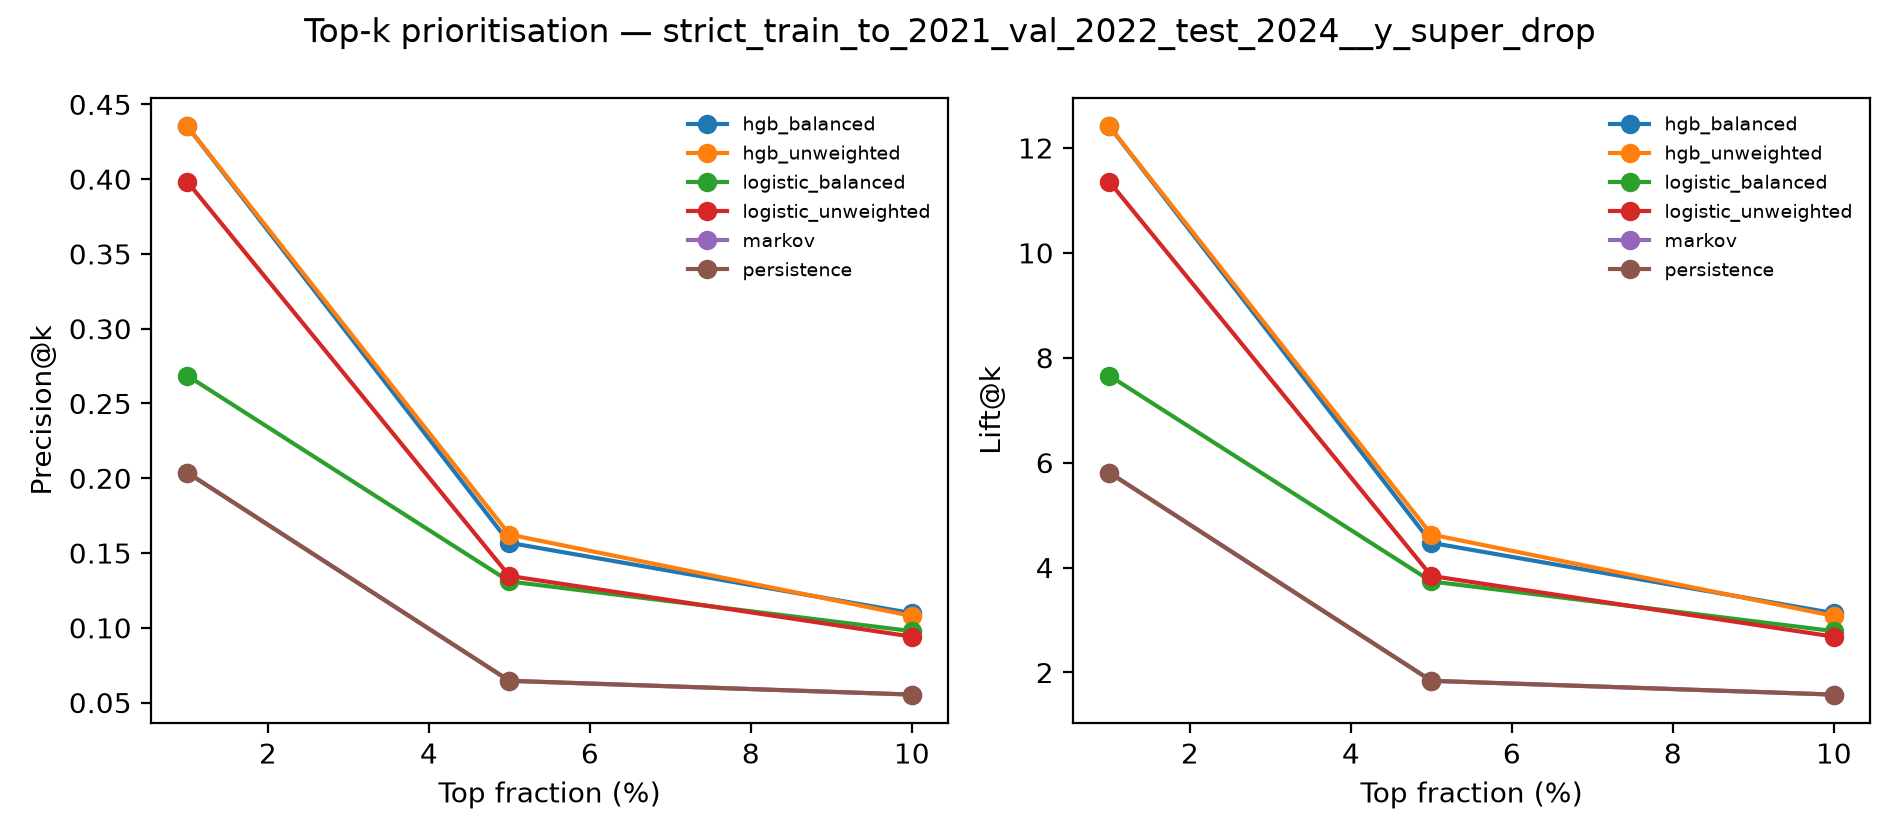 Top-k prioritisation — strict_train_to_2021_val_2022_test_2024__y_super_drop
Precision@k
0.45
0.40
0.35
0.30
0.25
0.20
0.15
0.10
0.05
hgb_balanced
hgb_unweighted
logistic_balanced
logistic_unweighted
markov
persistence
2 4 6 8 10
Top fraction (%)
Lift@k
12
10
8
6
4
2
hgb_balanced
hgb_unweighted
logistic_balanced
logistic_unweighted
markov
persistence
2 4 6 8 10
Top fraction (%)